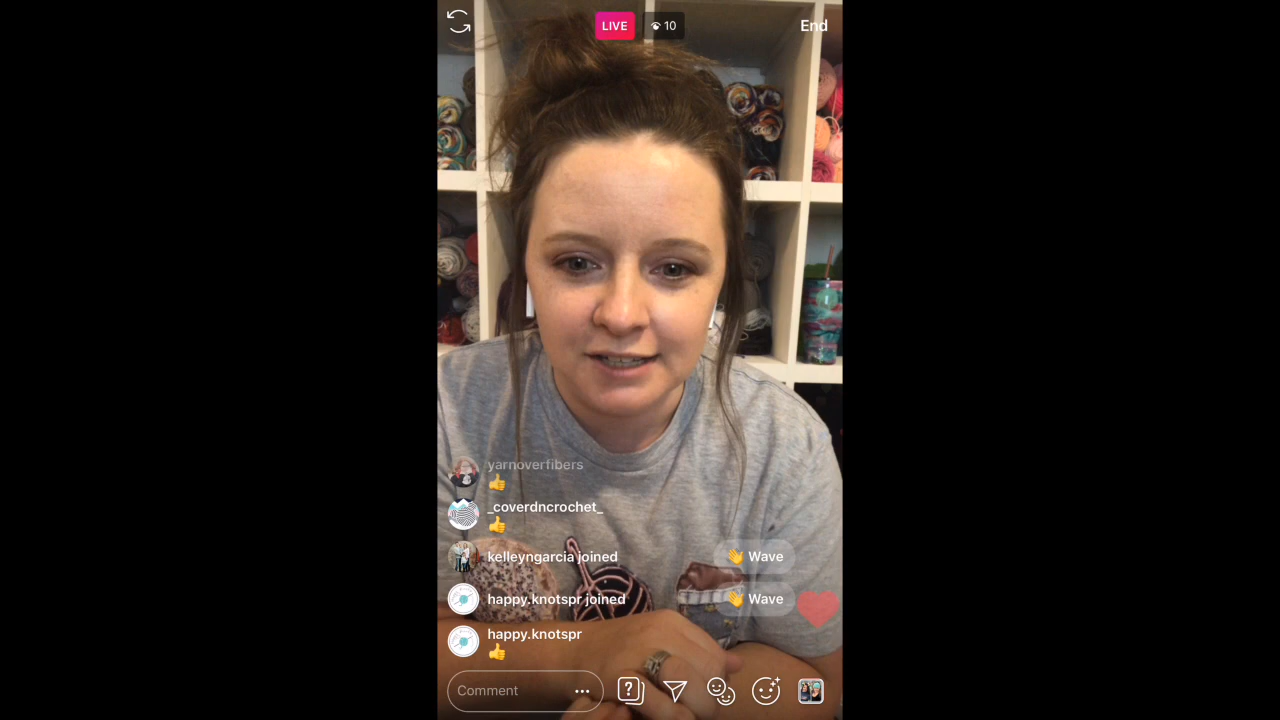 LIVE
10
End
yarnoverfibers
👍
_coverdncrochet_
👍
kelleyngarcia joined
👋 Wave
happy.knotspr joined
👋 Wave
happy.knotspr
👍
Comment
?